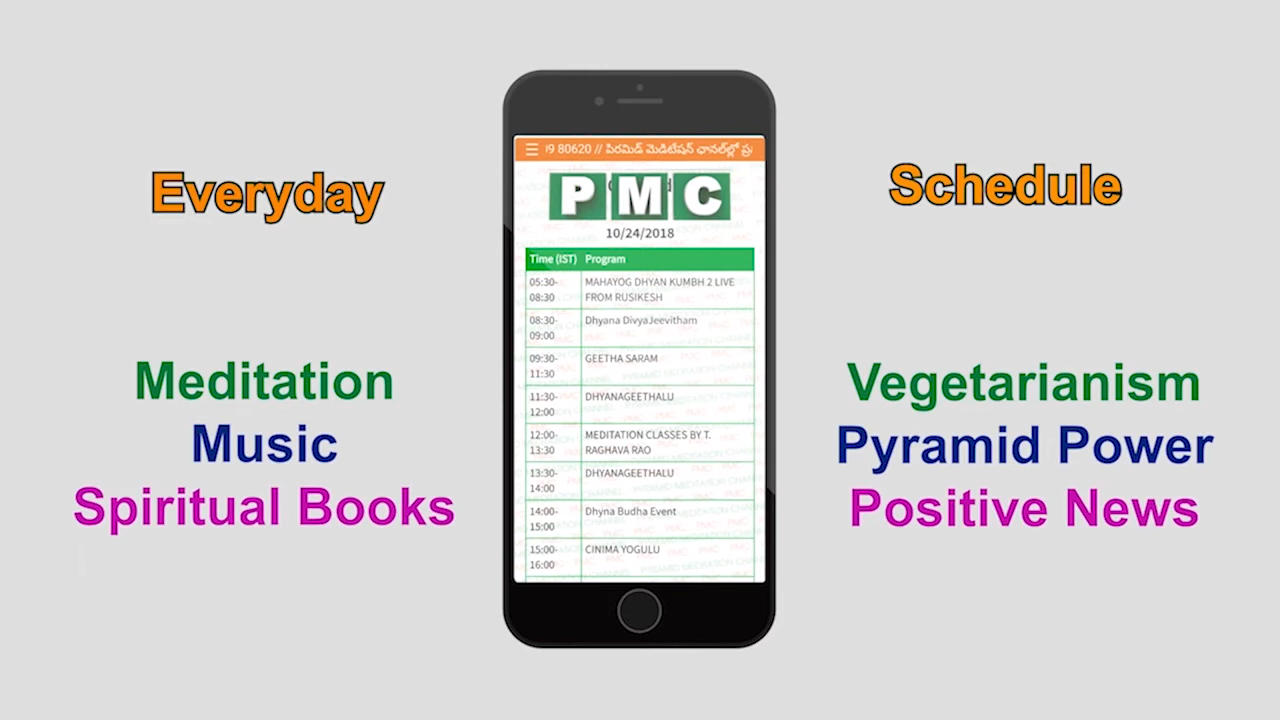 Everyday
Schedule
Meditation
Music
Spiritual Books
Vegetarianism
Pyramid Power
Positive News
☰ 99 80620 // పిరమిడ్ మెడిటేషన్ ఛానల్‌ల్లో
PMC
10/24/2018
Time (IST) Program
05:30-08:30 MAHAYOG DHYAN KUMBH 2 LIVE
FROM RUSIKESH
08:30-09:00 Dhyana DivyaJeevitham
09:30-11:30 GEETHA SARAM
11:30-12:00 DHYANAGEETHALU
12:00-13:30 MEDITATION CLASSES BY T.
RAGHAVA RAO
13:30-14:00 DHYANAGEETHALU
14:00-15:00 Dhyna Budha Event
15:00-16:00 CINIMA YOGULU